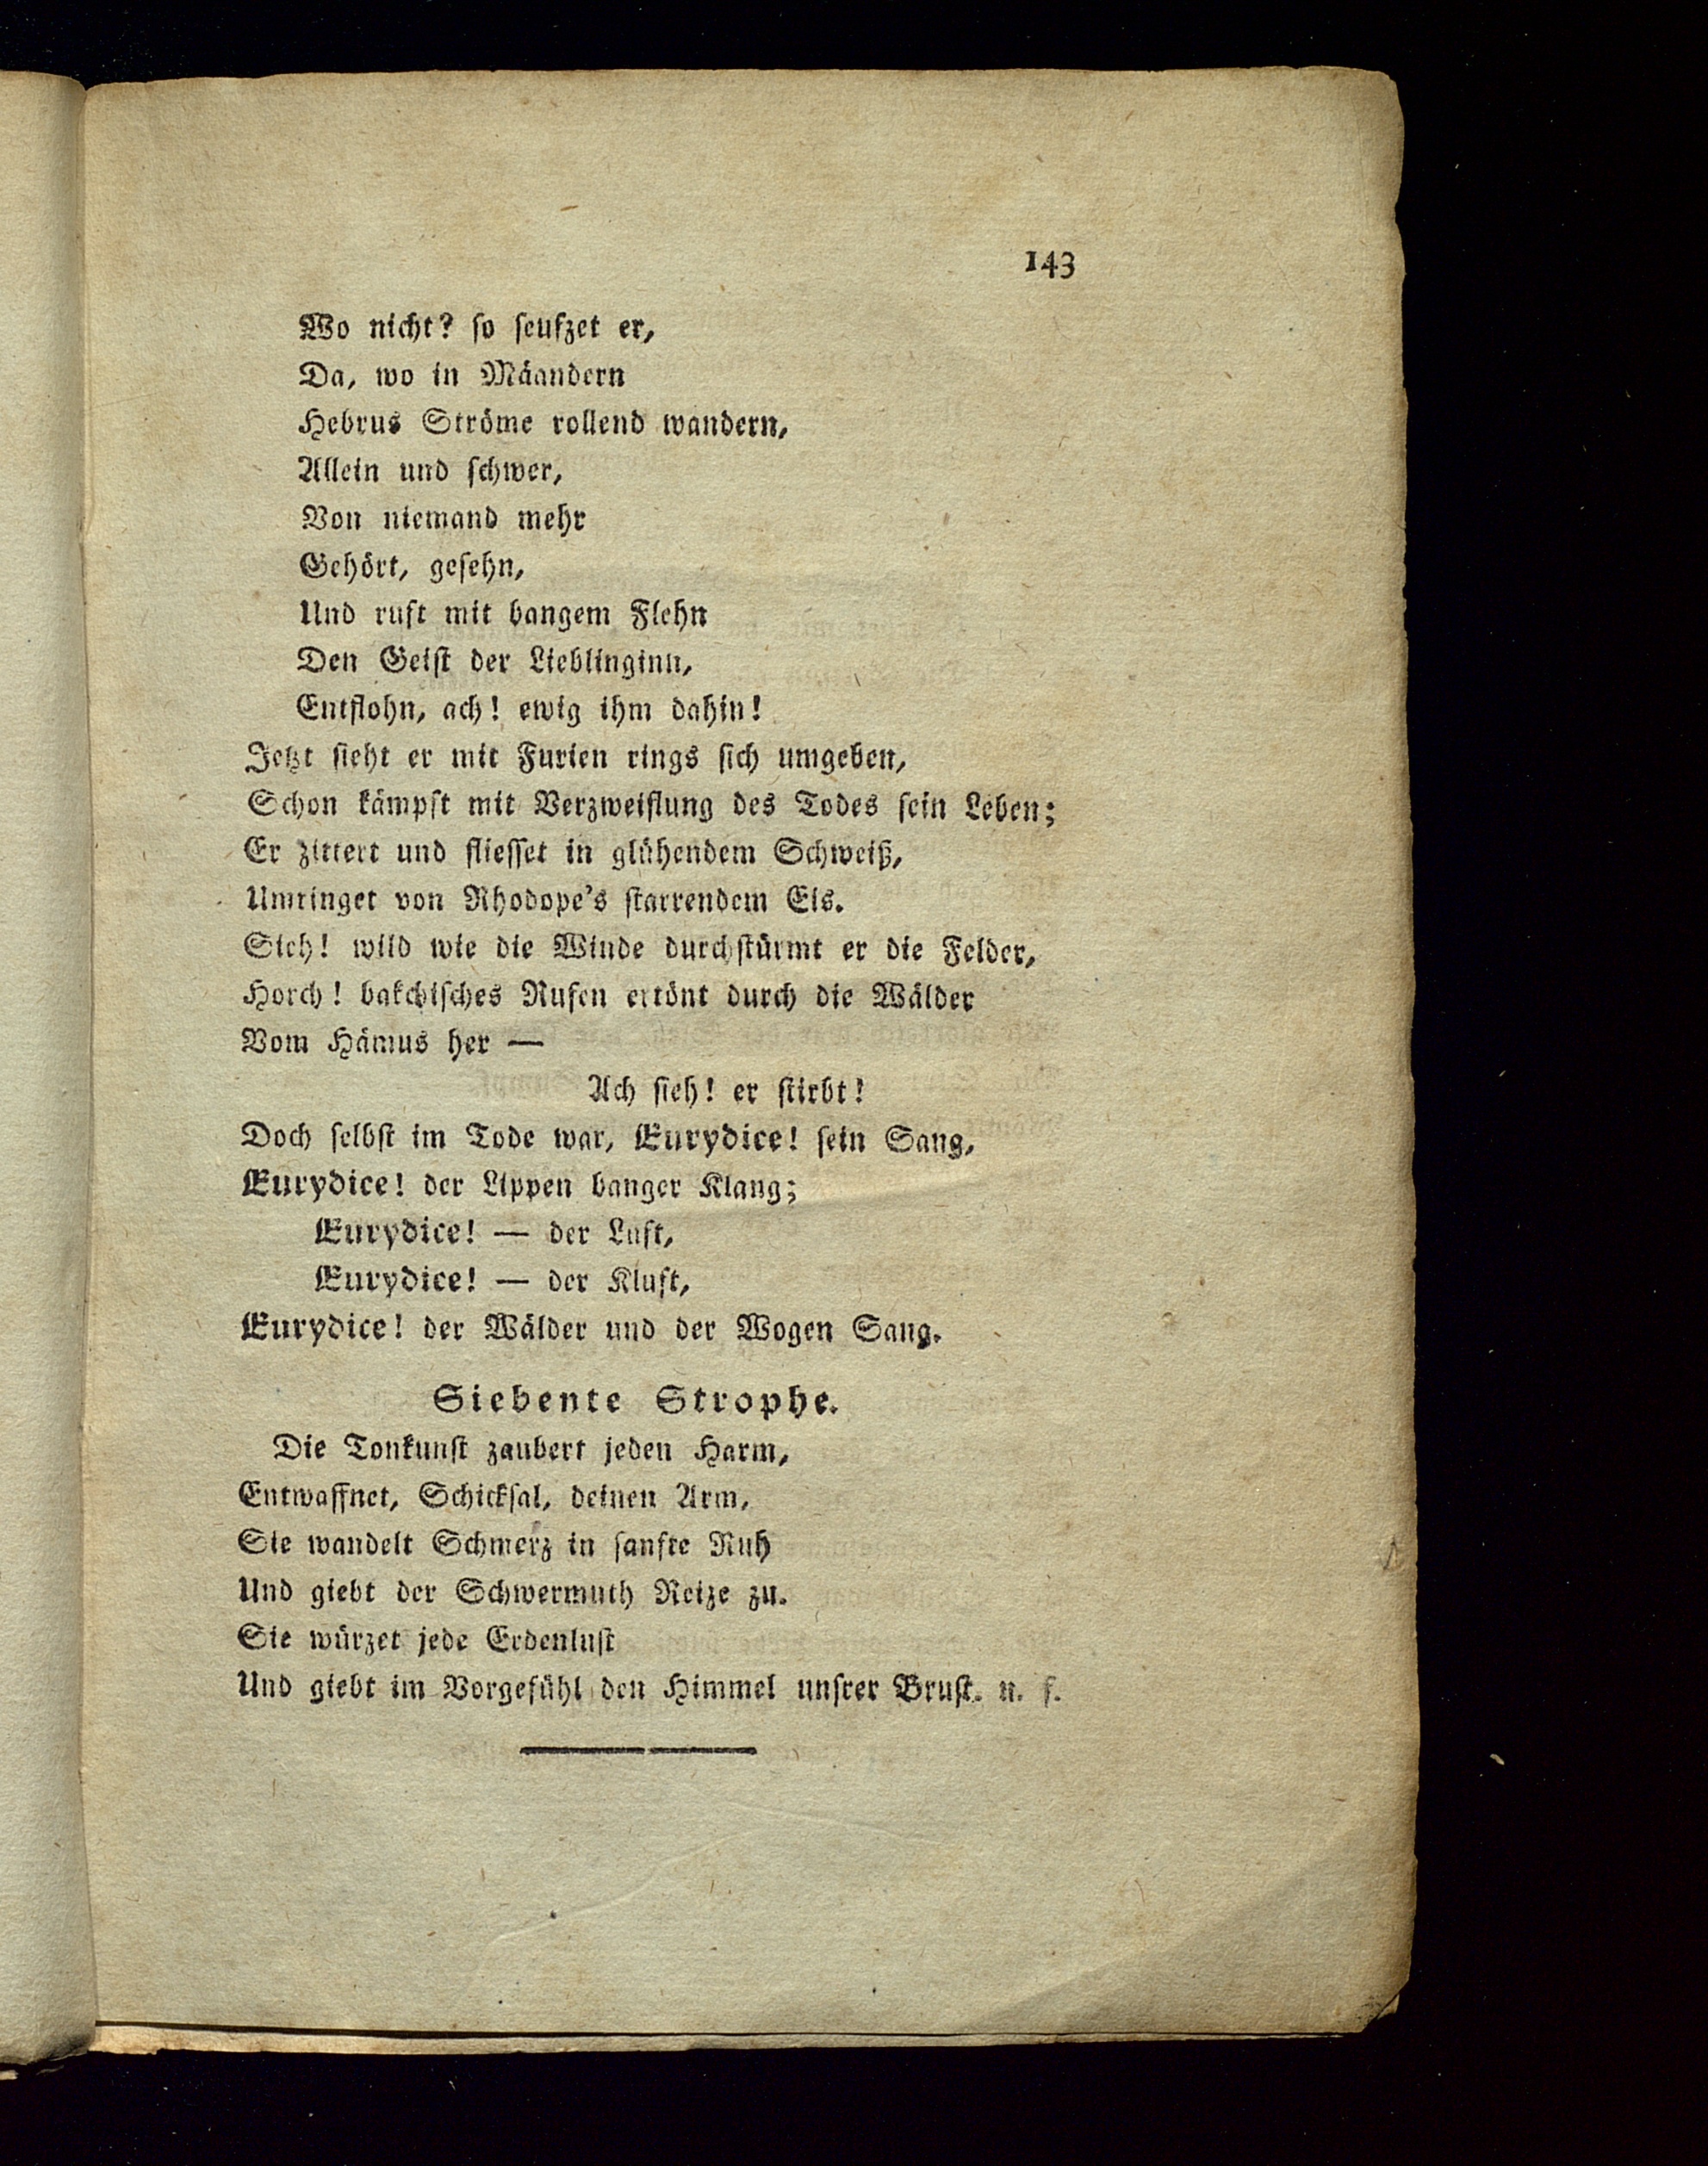 143
Wo nicht? so seufzet er,
Da, wo in Mäandern
Hebrus Ströme rollend wandern,
Allein und schwer,
Von niemand mehr
Gehört, gesehn,
Und ruft mit bangem Flehn
Den Geist der Lieblinginn,
Entflohn, ach! ewig ihm dahin!
Jetzt sieht er mit Furien rings sich umgeben,
Schon kämpft mit Verzweiflung des Todes sein Leben;
Er zittert und fliesset in glühendem Schweiß,
Umringet von Rhodope's starrendem Eis.
Sieh! wild wie die Winde durchstürmt er die Felder,
Horch! bakchisches Rufen ertönt durch die Wälder
Vom Hämus her —
Ach sieh! er stirbt!
Doch selbst im Tode war, Eurydice! sein Sang,
Eurydice! der Lippen banger Klang;
Eurydice! — der Luft,
Eurydice! — der Kluft,
Eurydice! der Wälder und der Wogen Sang.
Siebente Strophe.
Die Tonkunst zaubert jeden Harm,
Entwaffnet, Schicksal, deinen Arm,
Sie wandelt Schmerz in sanfte Ruh
Und giebt der Schwermuth Reize zu.
Sie würzet jede Erdenlust
Und giebt im Vorgefühl den Himmel unsrer Brust. u. f.